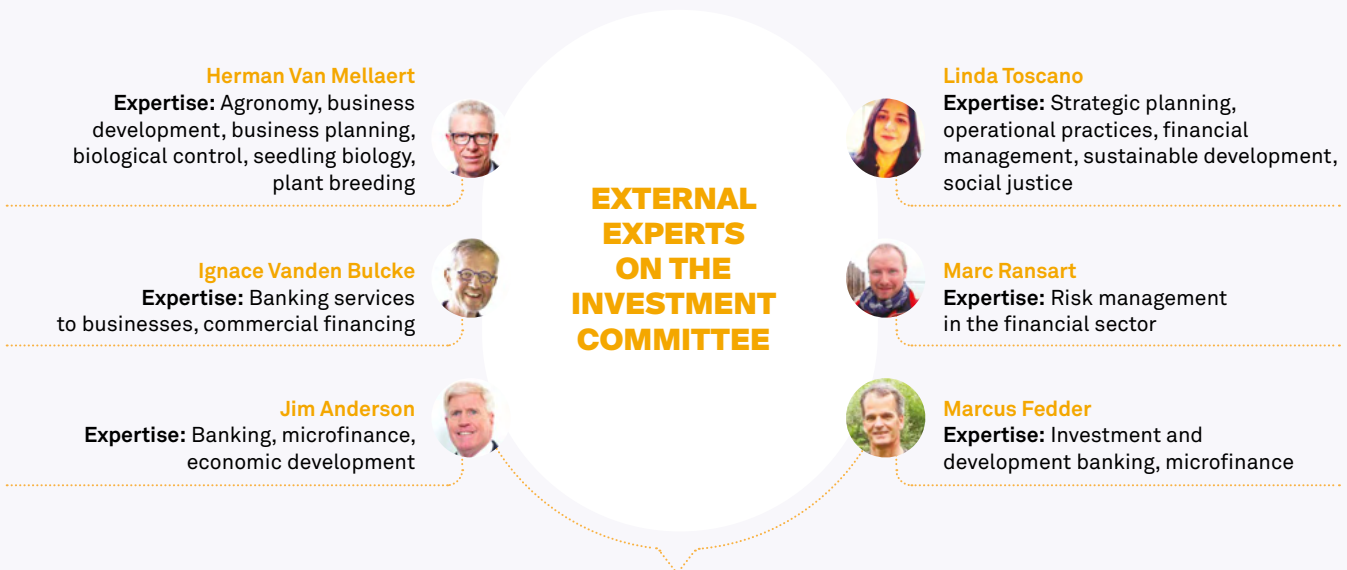 Herman Van Mellaert
Expertise: Agronomy, business
development, business planning,
biological control, seedling biology,
plant breeding
Ignace Vanden Bulcke
Expertise: Banking services
to businesses, commercial financing
Jim Anderson
Expertise: Banking, microfinance,
economic development
EXTERNAL
EXPERTS
ON THE
INVESTMENT
COMMITTEE
Linda Toscano
Expertise: Strategic planning,
operational practices, financial
management, sustainable development,
social justice
Marc Ransart
Expertise: Risk management
in the financial sector
Marcus Fedder
Expertise: Investment and
development banking, microfinance